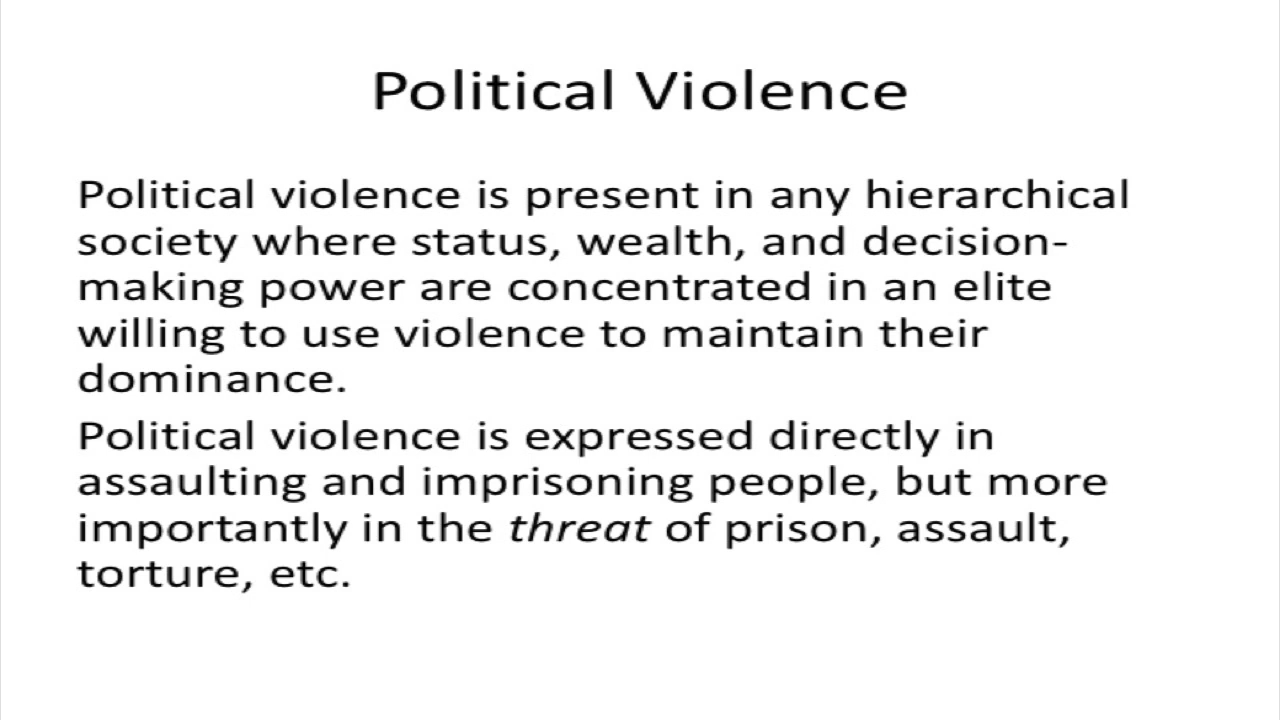 Political Violence
Political violence is present in any hierarchical
society where status, wealth, and decision-
making power are concentrated in an elite
willing to use violence to maintain their
dominance.
Political violence is expressed directly in
assaulting and imprisoning people, but more
importantly in the threat of prison, assault,
torture, etc.